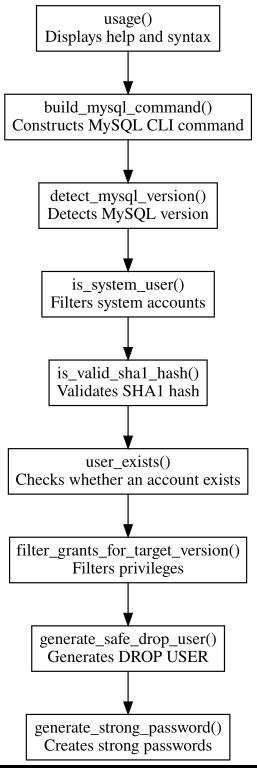 usage()
Displays help and syntax
build_mysql_command()
Constructs MySQL CLI command
detect_mysql_version()
Detects MySQL version
is_system_user()
Filters system accounts
is_valid_sha1_hash()
Validates SHA1 hash
user_exists()
Checks whether an account exists
filter_grants_for_target_version()
Filters privileges
generate_safe_drop_user()
Generates DROP USER
generate_strong_password()
Creates strong passwords